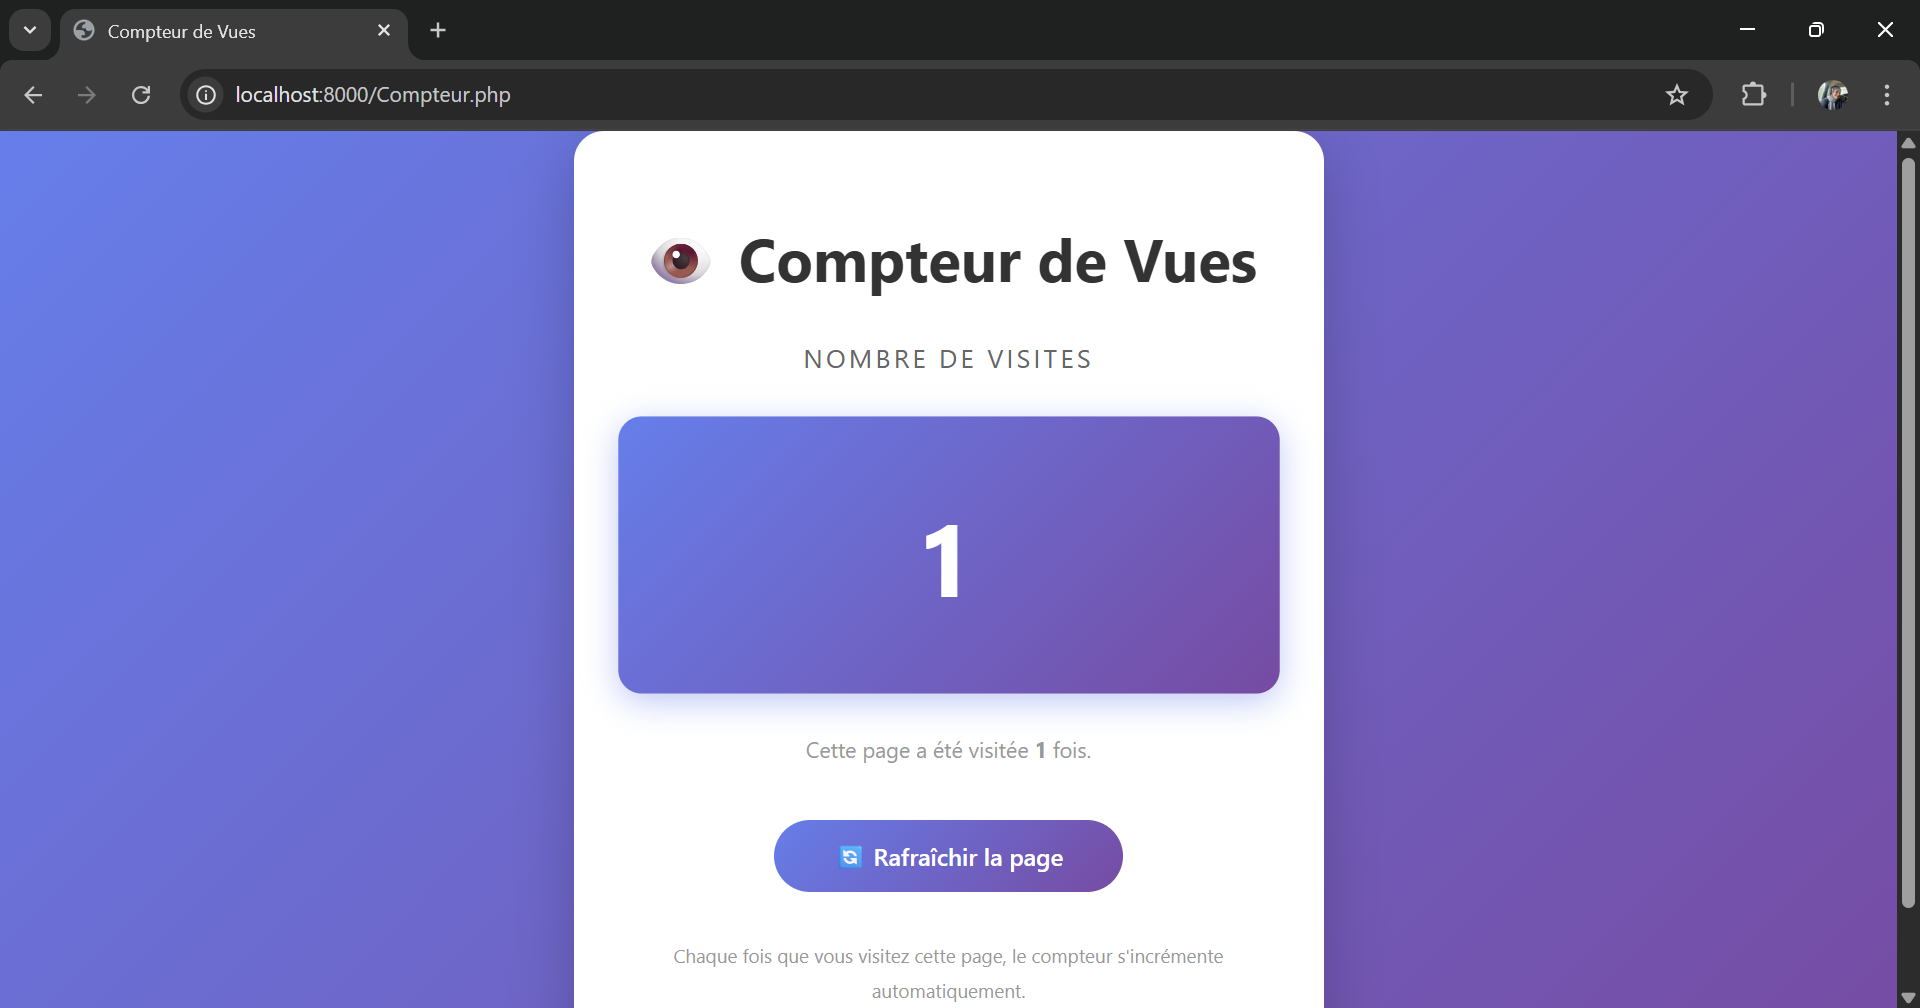 Compteur de Vues
localhost:8000/Compteur.php
Compteur de Vues
NOMBRE DE VISITES
1
Cette page a été visitée 1 fois.
Rafraîchir la page
Chaque fois que vous visitez cette page, le compteur s'incrémente
automatiquement.